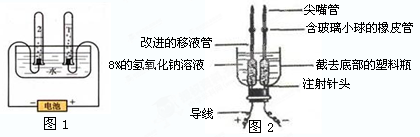 2
1
水
电池
图 1
尖嘴管
含玻璃小球的橡皮管
改进的移液管
8%的氢氧化钠溶液
截去底部的塑料瓶
注射针头
导线
图 2